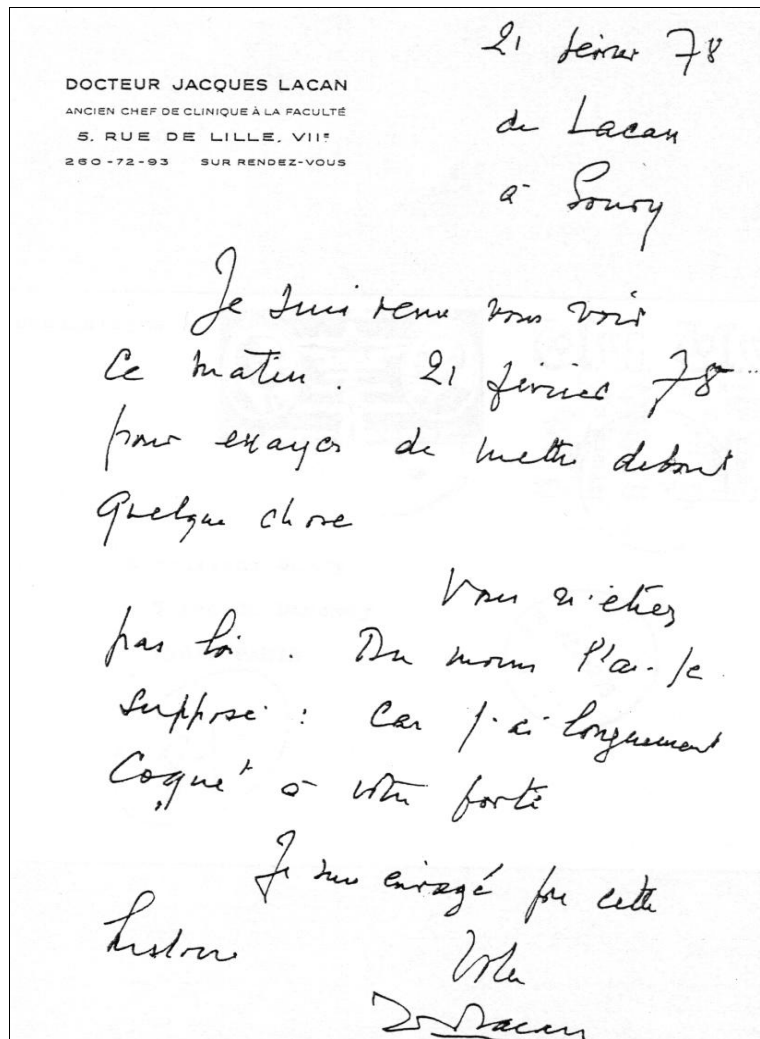 DOCTEUR JACQUES LACAN
ANCIEN CHEF DE CLINIQUE À LA FACULTÉ
5, RUE DE LILLE, VIIE
260-72-93 SUR RENDEZ-VOUS
21 février 78
de Lacan
à Soury
Je suis venu vous voir
ce matin. 21 février 78
pour essayer de mettre debout
quelque chose
Vous n'étiez
pas là. Du moins l'ai-je
supposé : car j'ai longuement
toqué à votre porte
Je suis enragé par cette
histoire
Votre
J. Lacan